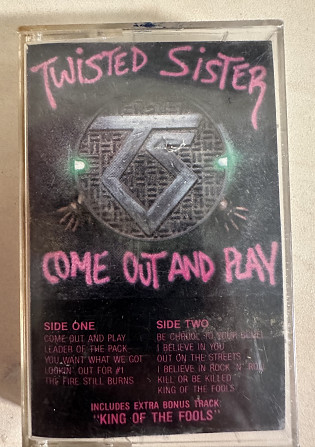 TWISTED SISTER
TS
COME OUT AND PLAY
SIDE ONE
COME OUT AND PLAY
LEADER OF THE PACK
YOU WANT WHAT WE GOT
LOOKIN' OUT FOR #1
THE FIRE STILL BURNS
SIDE TWO
BE CHROOL TO YOUR SCUEL
I BELIEVE IN YOU
OUT ON THE STREETS
I BELIEVE IN ROCK 'N' ROLL
KILL OR BE KILLED
KING OF THE FOOLS
INCLUDES EXTRA BONUS TRACK
"KING OF THE FOOLS"